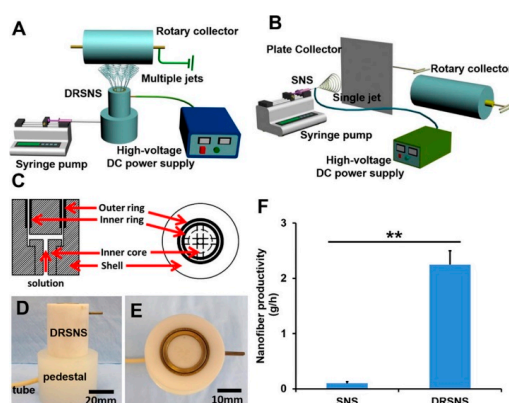 A
Rotary collector
Multiple jets
DRSNS
Syringe pump
High-voltage
DC power supply
B
Plate Collector
Rotary collector
SNS
Single jet
Syringe pump
High-voltage
DC power supply
C
Outer ring
Inner ring
Inner core
Shell
solution
D
DRSNS
pedestal
tube
20mm
E
10mm
F
Nanofiber productivity
(g/h)
3
2
1
0
**
SNS
DRSNS